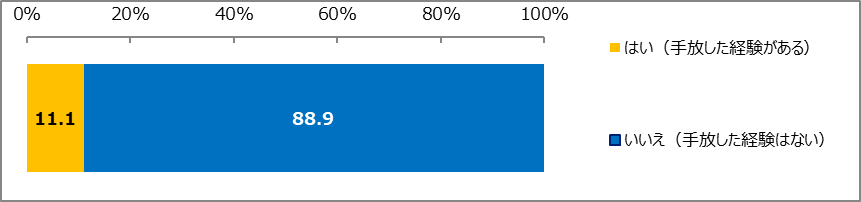 0% 20% 40% 60% 80% 100%
はい（手放した経験がある）
11.1 88.9
いいえ（手放した経験はない）